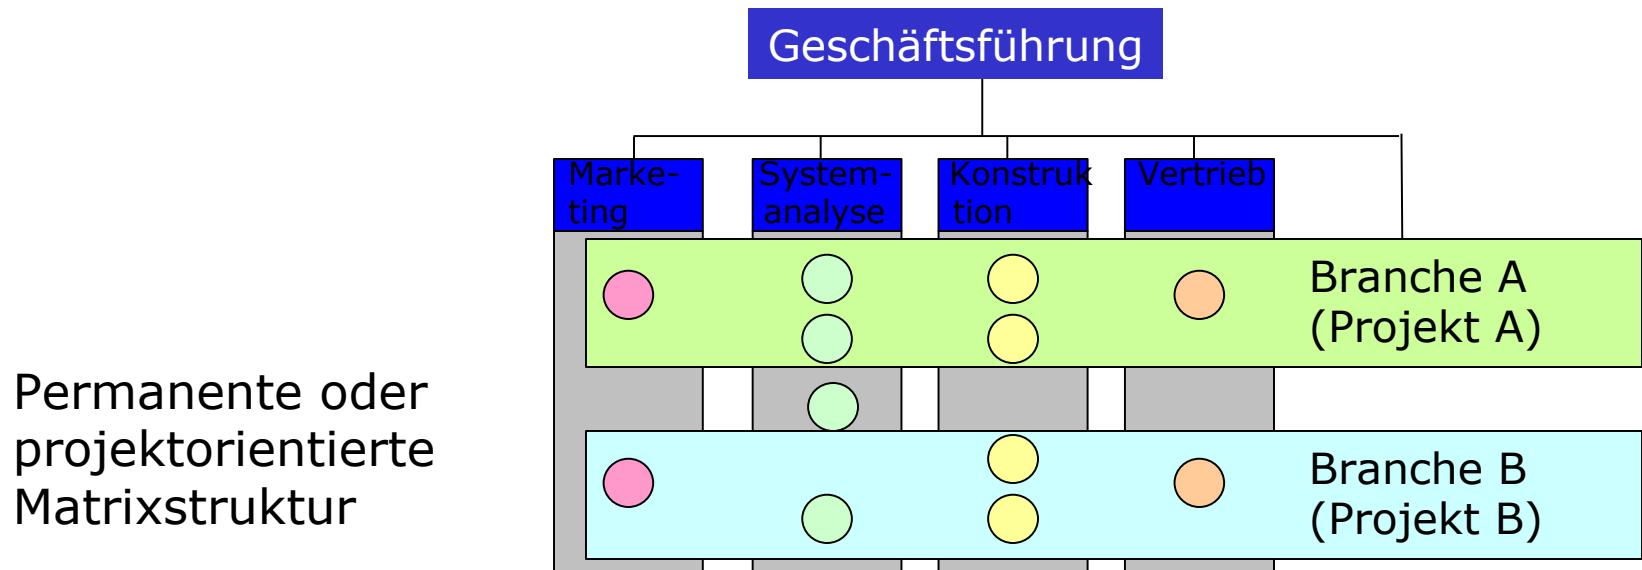 Geschäftsführung
Marke-
ting
System-
analyse
Konstruk
tion
Vertrieb
Branche A
(Projekt A)
Permanente oder
projektorientierte
Matrixstruktur
Branche B
(Projekt B)